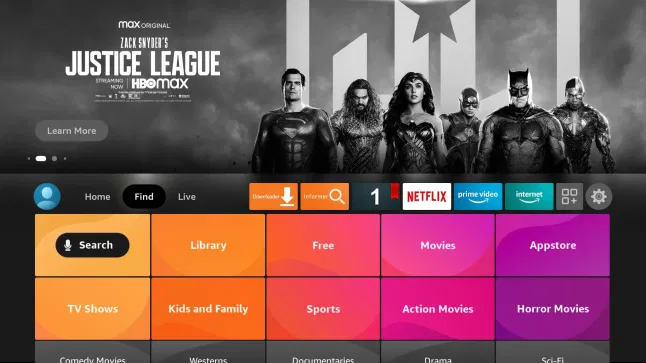 max ORIGINAL
ZACK SNYDER'S
JUSTICE LEAGUE
STREAMING
NOW
HBOmax
Learn More
Home
Find
Live
Downloader
Informer
1
NETFLIX
prime video
internet
Search
Library
Free
Movies
Appstore
TV Shows
Kids and Family
Sports
Action Movies
Horror Movies
Comedy Movies
Westerns
Documentaries
Drama
Sci-Fi